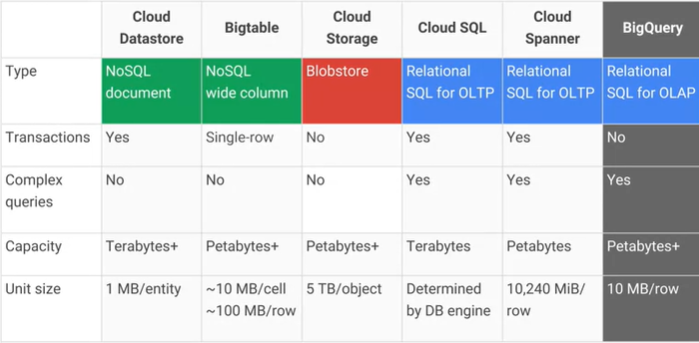 Cloud Datastore Bigtable Cloud Storage Cloud SQL Cloud Spanner BigQuery
Type NoSQL document NoSQL wide column Blobstore Relational SQL for OLTP Relational SQL for OLTP Relational SQL for OLAP
Transactions Yes Single-row No Yes Yes No
Complex queries No No No Yes Yes Yes
Capacity Terabytes+ Petabytes+ Petabytes+ Terabytes Petabytes Petabytes+
Unit size 1 MB/entity ~10 MB/cell ~100 MB/row 5 TB/object Determined by DB engine 10,240 MiB/ row 10 MB/row